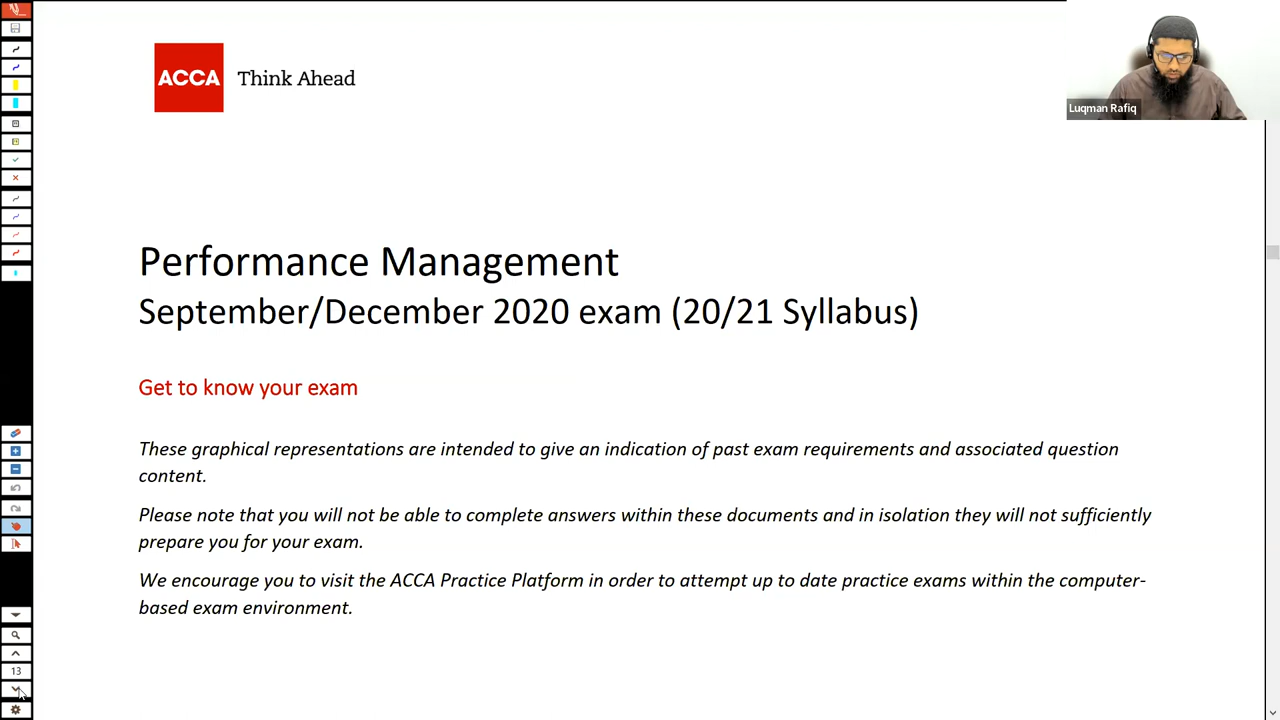 ACCA Think Ahead
Luqman Rafiq
Performance Management
September/December 2020 exam (20/21 Syllabus)
Get to know your exam
These graphical representations are intended to give an indication of past exam requirements and associated question
content.
Please note that you will not be able to complete answers within these documents and in isolation they will not sufficiently
prepare you for your exam.
We encourage you to visit the ACCA Practice Platform in order to attempt up to date practice exams within the computer-
based exam environment.
13